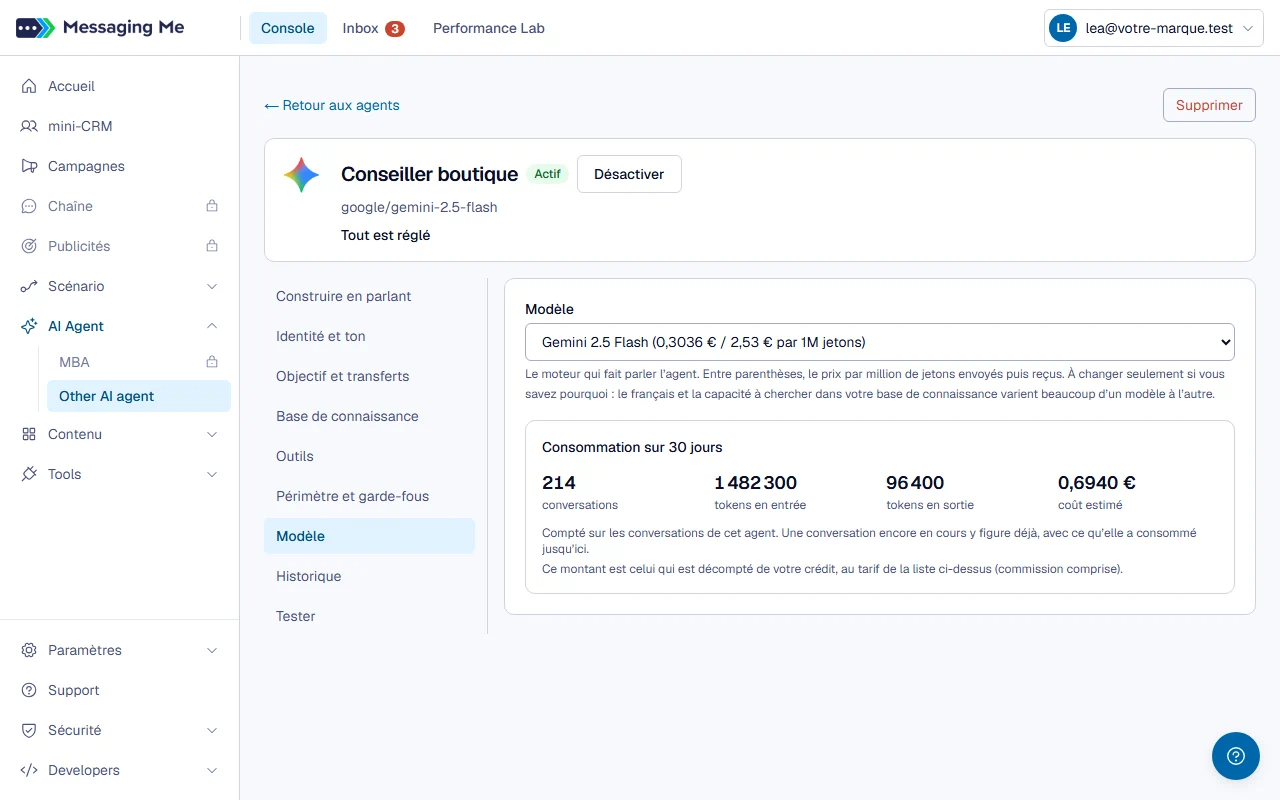 Messaging Me
Console
Inbox 3
Performance Lab
LE lea@votre-marque.test
Accueil
mini-CRM
Campagnes
Chaîne
Publicités
Scénario
AI Agent
MBA
Other AI agent
Contenu
Tools
Paramètres
Support
Sécurité
Developers
← Retour aux agents
Supprimer
Conseiller boutique Actif Désactiver
google/gemini-2.5-flash
Tout est réglé
Construire en parlant
Identité et ton
Objectif et transferts
Base de connaissance
Outils
Périmètre et garde-fous
Modèle
Historique
Tester
Modèle
Gemini 2.5 Flash (0,3036 € / 2,53 € par 1M jetons)
Le moteur qui fait parler l'agent. Entre parenthèses, le prix par million de jetons envoyés puis reçus. À changer seulement si vous
savez pourquoi : le français et la capacité à chercher dans votre base de connaissance varient beaucoup d'un modèle à l'autre.
Consommation sur 30 jours
214 1 482 300 96 400 0,6940 €
conversations tokens en entrée tokens en sortie coût estimé
Compté sur les conversations de cet agent. Une conversation encore en cours y figure déjà, avec ce qu'elle a consommé
jusqu'ici.
Ce montant est celui qui est décompté de votre crédit, au tarif de la liste ci-dessus (commission comprise).